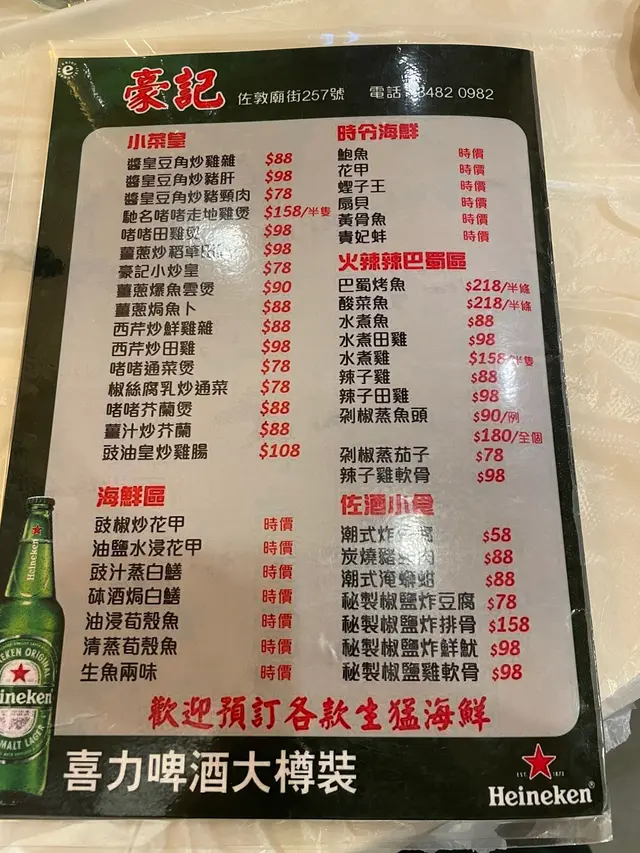 豪記 佐敦廟街257號 電話 3482 0982
小菜皇
醬皇豆角炒雞雜 $88
醬皇豆角炒豬肝 $98
醬皇豆角炒豬頸肉 $78
馳名啫啫走地雞煲 $158/半隻
啫啫田雞煲 $98
薑蔥炒稻草 $98
豪記小炒皇 $78
薑蔥爆魚雲煲 $90
薑蔥焗魚卜 $88
西芹炒鮮雞雜 $88
西芹炒田雞 $98
啫啫通菜煲 $78
椒絲腐乳炒通菜 $78
啫啫芥蘭煲 $88
薑汁炒芥蘭 $88
豉油皇炒雞腸 $108
海鮮區
豉椒炒花甲 時價
油鹽水浸花甲 時價
豉汁蒸白鱔 時價
砵酒焗白鱔 時價
油浸荀殼魚 時價
清蒸荀殼魚 時價
生魚兩味 時價
時令海鮮
鮑魚 時價
花甲 時價
蟶子王 時價
扇貝 時價
黃骨魚 時價
貴妃蚌 時價
火辣辣巴蜀區
巴蜀烤魚 $218/半條
酸菜魚 $218/半條
水煮魚 $88
水煮田雞 $98
水煮雞 $158/半隻
辣子雞 $88
辣子田雞 $98
剁椒蒸魚頭 $90/例
$180/全個
剁椒蒸茄子 $78
辣子雞軟骨 $98
佐酒小食
潮式炸 $58
炭燒豬 肉 $88
潮式淹蠔蚶 $88
秘製椒鹽炸豆腐 $78
秘製椒鹽炸排骨 $158
秘製椒鹽炸鮮魷 $98
秘製椒鹽雞軟骨 $98
歡迎預訂各款生猛海鮮
喜力啤酒大樽裝
EST. 1873
Heineken
Heineken
HEINEKEN ORIGINAL
Heineken
MALT LAGER